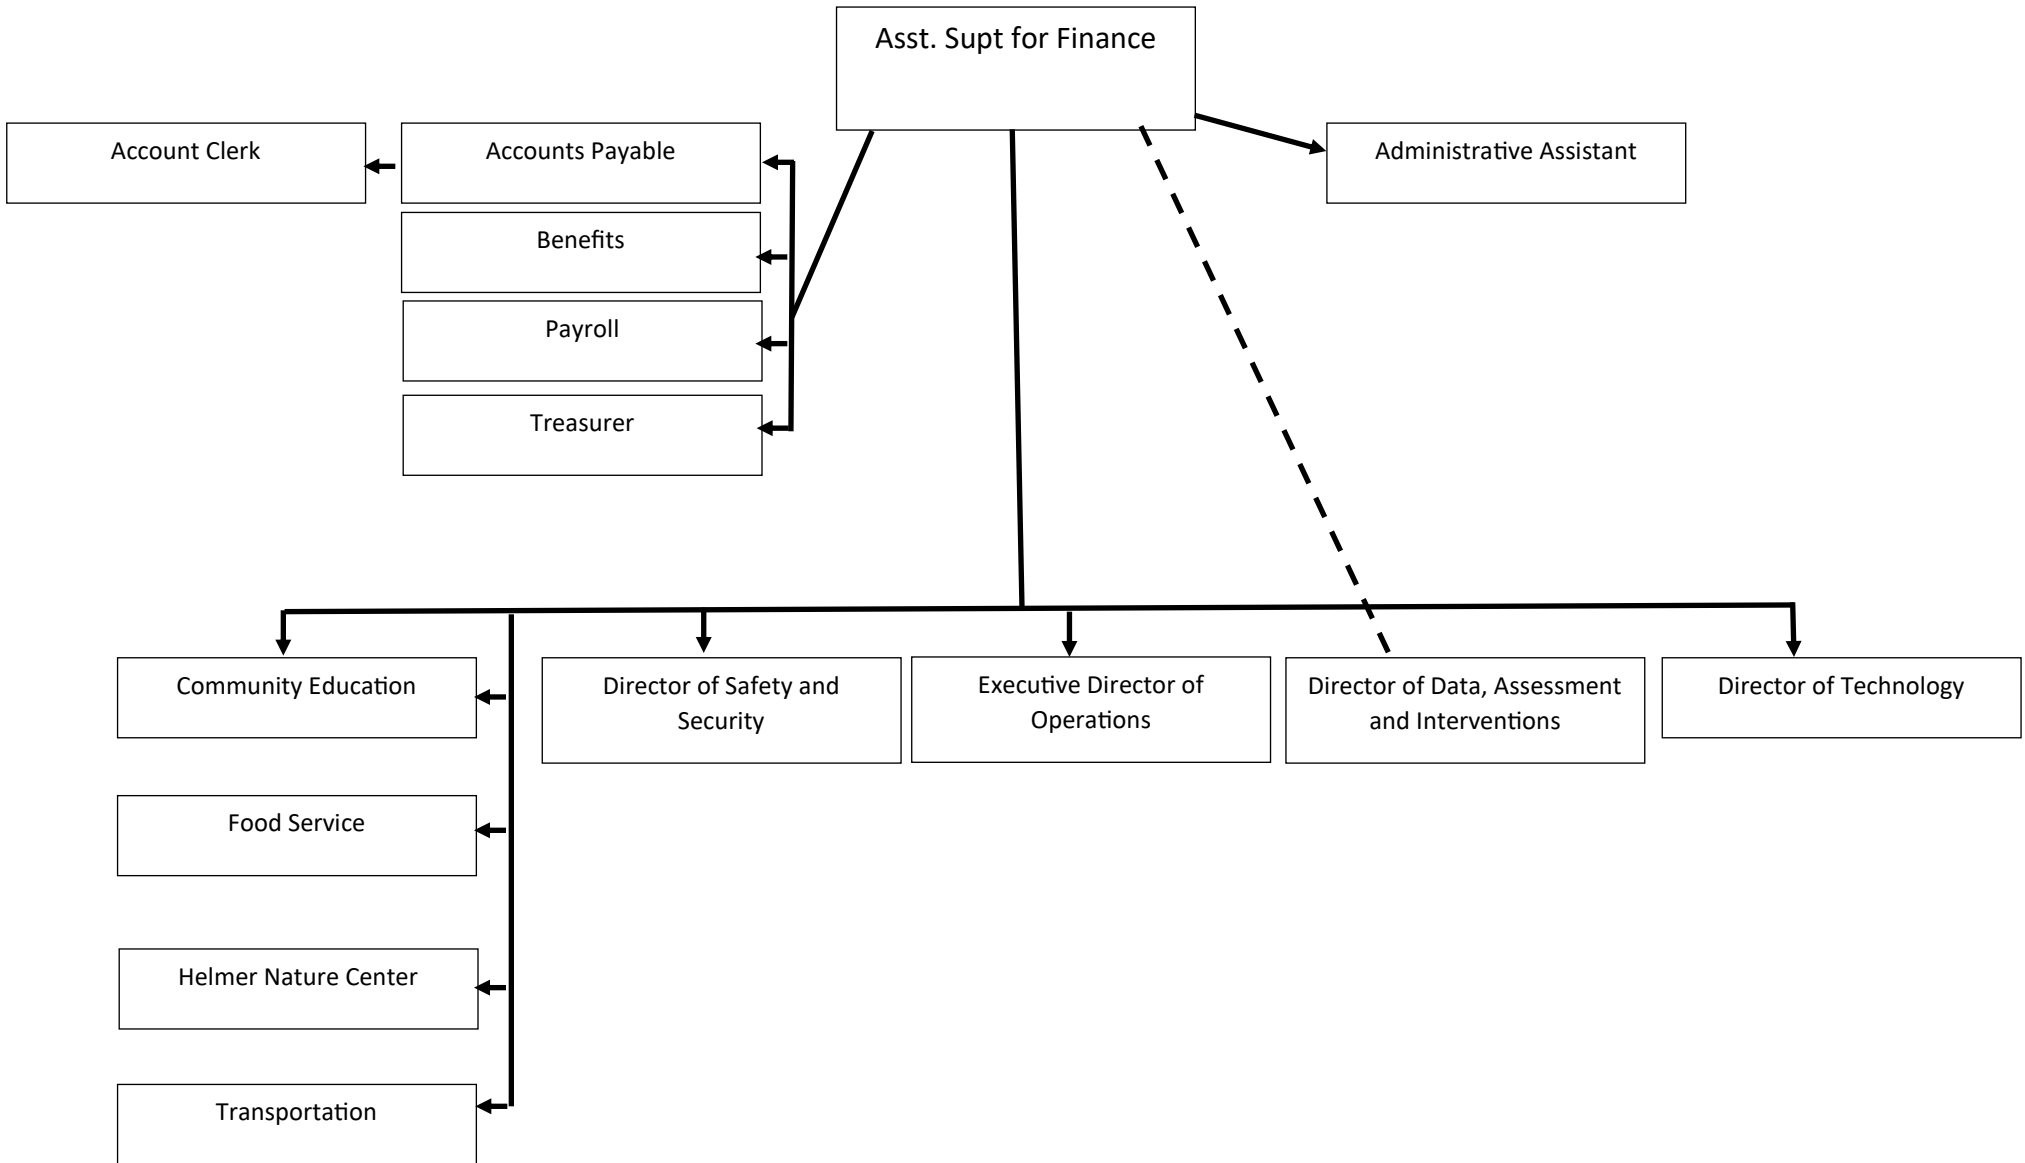 Asst. Supt for Finance
Account Clerk
Accounts Payable
Administrative Assistant
Benefits
Payroll
Treasurer
Community Education
Director of Safety and
Security
Executive Director of
Operations
Director of Data, Assessment
and Interventions
Director of Technology
Food Service
Helmer Nature Center
Transportation